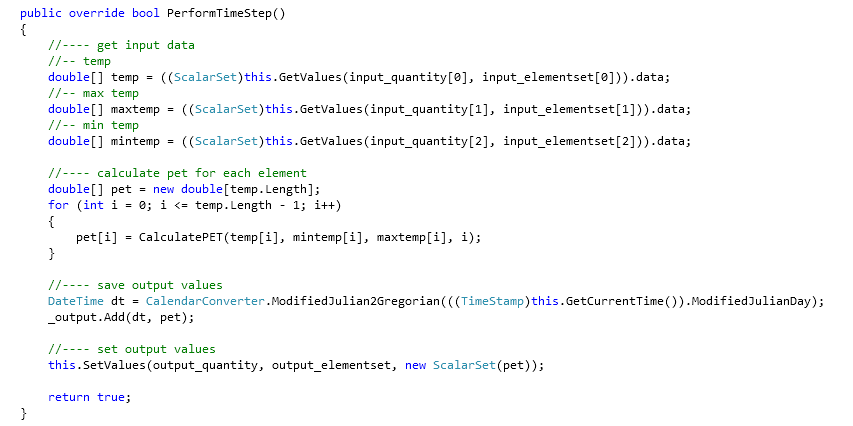 public override bool PerformTimeStep()
{
    //---- get input data
    //-- temp
    double[] temp = ((ScalarSet)this.GetValues(input_quantity[0], input_elementset[0])).data;
    //-- max temp
    double[] maxtemp = ((ScalarSet)this.GetValues(input_quantity[1], input_elementset[1])).data;
    //-- min temp
    double[] mintemp = ((ScalarSet)this.GetValues(input_quantity[2], input_elementset[2])).data;

    //---- calculate pet for each element
    double[] pet = new double[temp.Length];
    for (int i = 0; i <= temp.Length - 1; i++)
    {
        pet[i] = CalculatePET(temp[i], mintemp[i], maxtemp[i], i);
    }

    //---- save output values
    DateTime dt = CalendarConverter.ModifiedJulian2Gregorian(((TimeStamp)this.GetCurrentTime()).ModifiedJulianDay);
    _output.Add(dt, pet);

    //---- set output values
    this.SetValues(output_quantity, output_elementset, new ScalarSet(pet));

    return true;
}